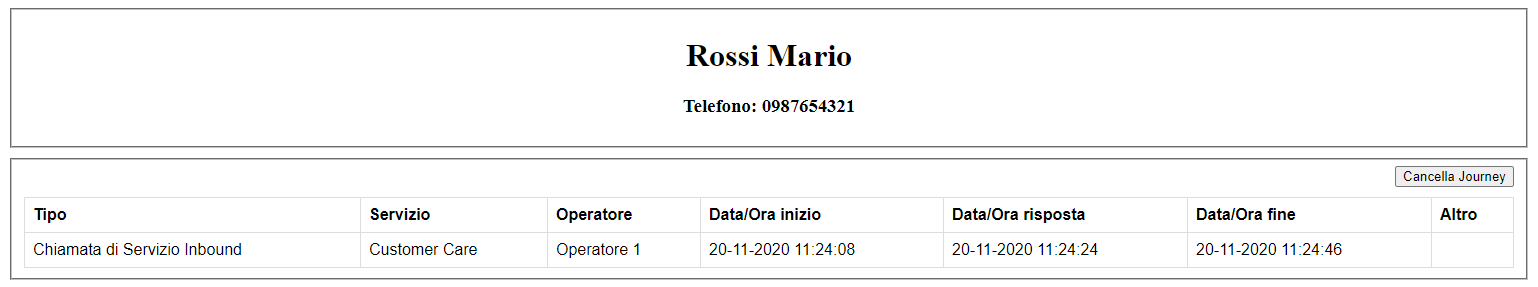 Rossi Mario
Telefono: 0987654321
Cancella Journey
Tipo Servizio Operatore Data/Ora inizio Data/Ora risposta Data/Ora fine Altro
Chiamata di Servizio Inbound Customer Care Operatore 1 20-11-2020 11:24:08 20-11-2020 11:24:24 20-11-2020 11:24:46